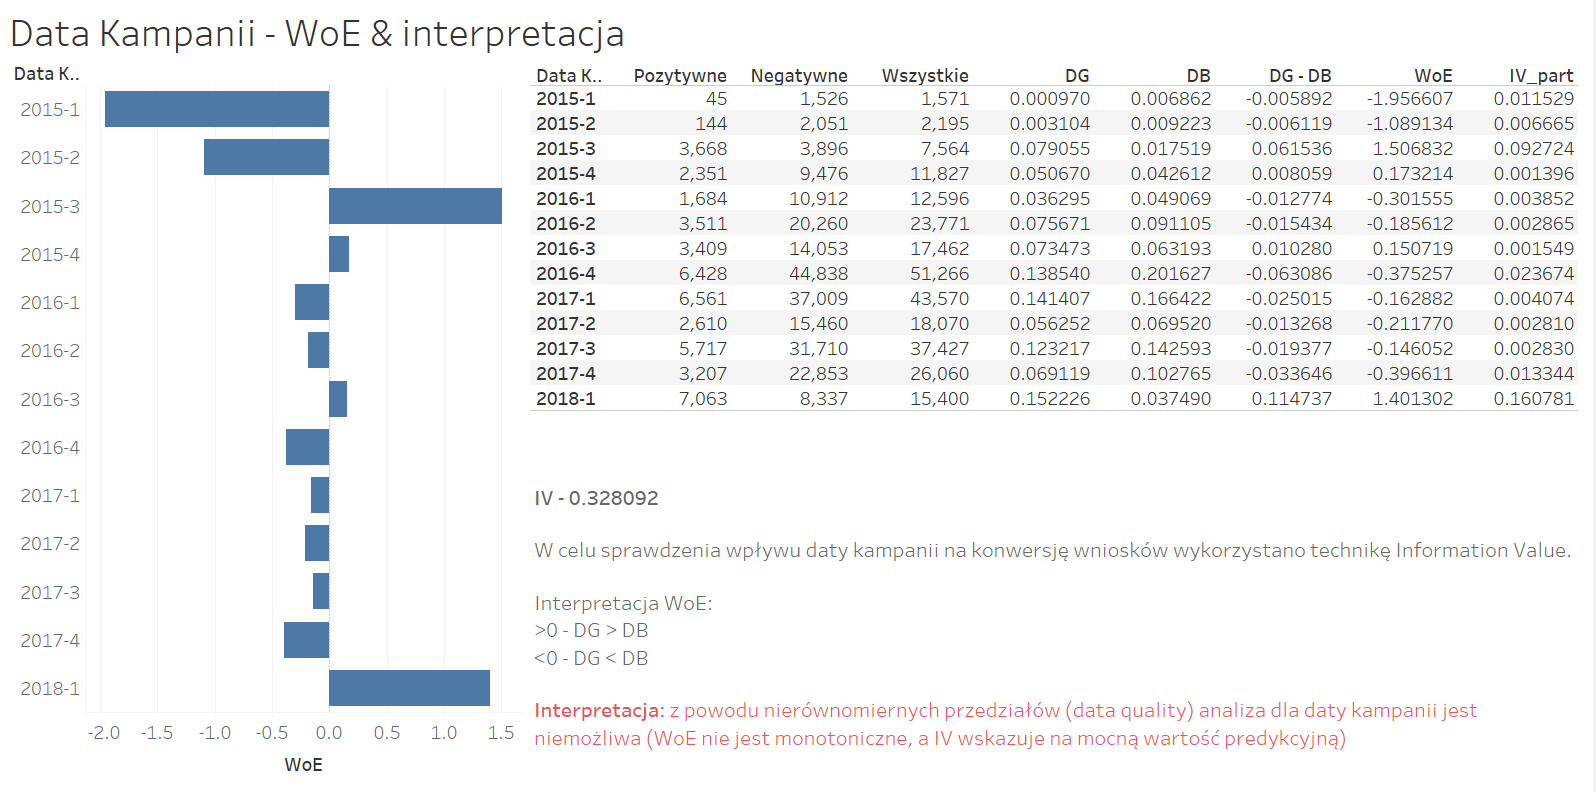 Data Kampanii - WoE & interpretacja
Data K..
2015-1
2015-2
2015-3
2015-4
2016-1
2016-2
2016-3
2016-4
2017-1
2017-2
2017-3
2017-4
2018-1
-2.0 -1.5 -1.0 -0.5 0.0 0.5 1.0 1.5
WoE
Data K.. Pozytywne Negatywne Wszystkie DG DB DG - DB WoE IV_part
2015-1 45 1,526 1,571 0.000970 0.006862 -0.005892 -1.956607 0.011529
2015-2 144 2,051 2,195 0.003104 0.009223 -0.006119 -1.089134 0.006665
2015-3 3,668 3,896 7,564 0.079055 0.017519 0.061536 1.506832 0.092724
2015-4 2,351 9,476 11,827 0.050670 0.042612 0.008059 0.173214 0.001396
2016-1 1,684 10,912 12,596 0.036295 0.049069 -0.012774 -0.301555 0.003852
2016-2 3,511 20,260 23,771 0.075671 0.091105 -0.015434 -0.185612 0.002865
2016-3 3,409 14,053 17,462 0.073473 0.063193 0.010280 0.150719 0.001549
2016-4 6,428 44,838 51,266 0.138540 0.201627 -0.063086 -0.375257 0.023674
2017-1 6,561 37,009 43,570 0.141407 0.166422 -0.025015 -0.162882 0.004074
2017-2 2,610 15,460 18,070 0.056252 0.069520 -0.013268 -0.211770 0.002810
2017-3 5,717 31,710 37,427 0.123217 0.142593 -0.019377 -0.146052 0.002830
2017-4 3,207 22,853 26,060 0.069119 0.102765 -0.033646 -0.396611 0.013344
2018-1 7,063 8,337 15,400 0.152226 0.037490 0.114737 1.401302 0.160781
IV - 0.328092
W celu sprawdzenia wpływu daty kampanii na konwersję wniosków wykorzystano technikę Information Value.
Interpretacja WoE:
>0 - DG > DB
<0 - DG < DB
Interpretacja: z powodu nierównomiernych przedziałów (data quality) analiza dla daty kampanii jest
niemożliwa (WoE nie jest monotoniczne, a IV wskazuje na mocną wartość predykcyjną)